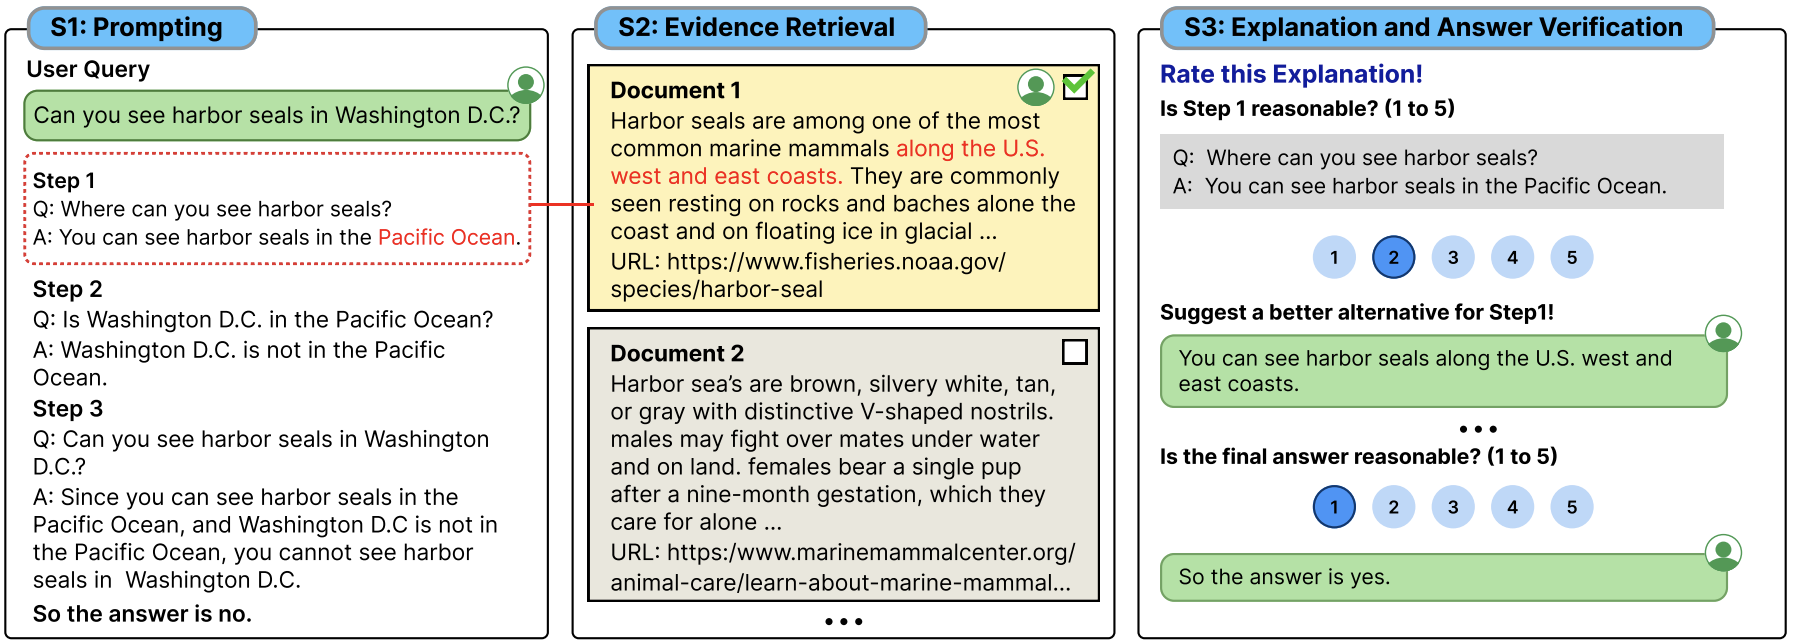 S1: Prompting
User Query
Can you see harbor seals in Washington D.C.?
Step 1
Q: Where can you see harbor seals?
A: You can see harbor seals in the Pacific Ocean.
Step 2
Q: Is Washington D.C. in the Pacific Ocean?
A: Washington D.C. is not in the Pacific
Ocean.
Step 3
Q: Can you see harbor seals in Washington
D.C.?
A: Since you can see harbor seals in the
Pacific Ocean, and Washington D.C is not in
the Pacific Ocean, you cannot see harbor
seals in Washington D.C.
So the answer is no.
S2: Evidence Retrieval
Document 1
Harbor seals are among one of the most
common marine mammals along the U.S.
west and east coasts. They are commonly
seen resting on rocks and baches alone the
coast and on floating ice in glacial ...
URL: https://www.fisheries.noaa.gov/
species/harbor-seal
Document 2
Harbor sea's are brown, silvery white, tan,
or gray with distinctive V-shaped nostrils.
males may fight over mates under water
and on land. females bear a single pup
after a nine-month gestation, which they
care for alone ...
URL: https:/www.marinemammalcenter.org/
animal-care/learn-about-marine-mammal...
•••
S3: Explanation and Answer Verification
Rate this Explanation!
Is Step 1 reasonable? (1 to 5)
Q: Where can you see harbor seals?
A: You can see harbor seals in the Pacific Ocean.
1 2 3 4 5
Suggest a better alternative for Step1!
You can see harbor seals along the U.S. west and
east coasts.
•••
Is the final answer reasonable? (1 to 5)
1 2 3 4 5
So the answer is yes.